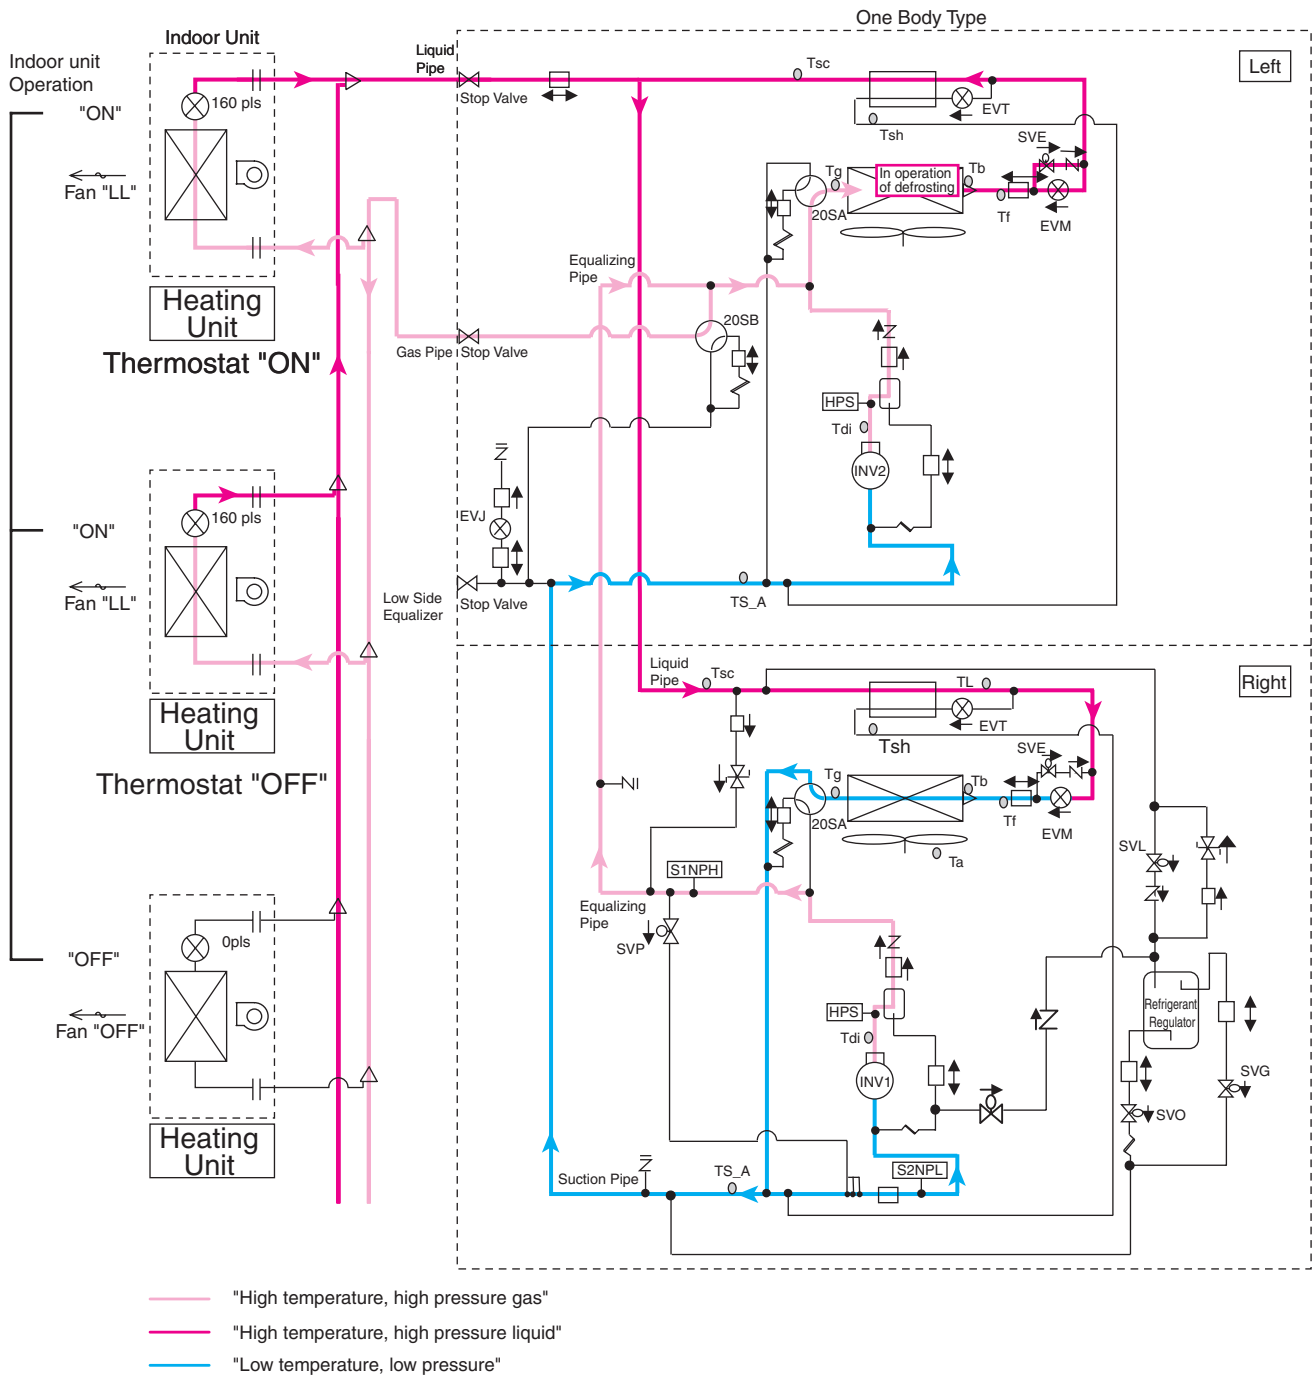 One Body Type
Indoor Unit
Indoor unit
Operation
Liquid
Pipe
Tsc
Left
"ON"
160 pls
Stop Valve
EVT
Tsh
SVE
Fan "LL"
Tg
In operation
of defrosting
Tb
20SA
Tf
EVM
Equalizing
Pipe
Heating
Unit
20SB
Gas Pipe
Stop Valve
Thermostat "ON"
HPS
Tdi
INV2
"ON"
160 pls
EVJ
Fan "LL"
Low Side
Equalizer
Stop Valve
TS_A
Liquid
Pipe
Tsc
TL
Right
Heating
Unit
EVT
Tsh
SVE
Thermostat "OFF"
Tg
Tb
20SA
Tf
EVM
SVL
Ta
S1NPH
Equalizing
Pipe
SVP
"OFF"
0pls
Fan "OFF"
HPS
Refrigerant
Regulator
Tdi
INV1
SVG
SVO
Heating
Unit
Suction Pipe
TS_A
S2NPL
"High temperature, high pressure gas"
"High temperature, high pressure liquid"
"Low temperature, low pressure"